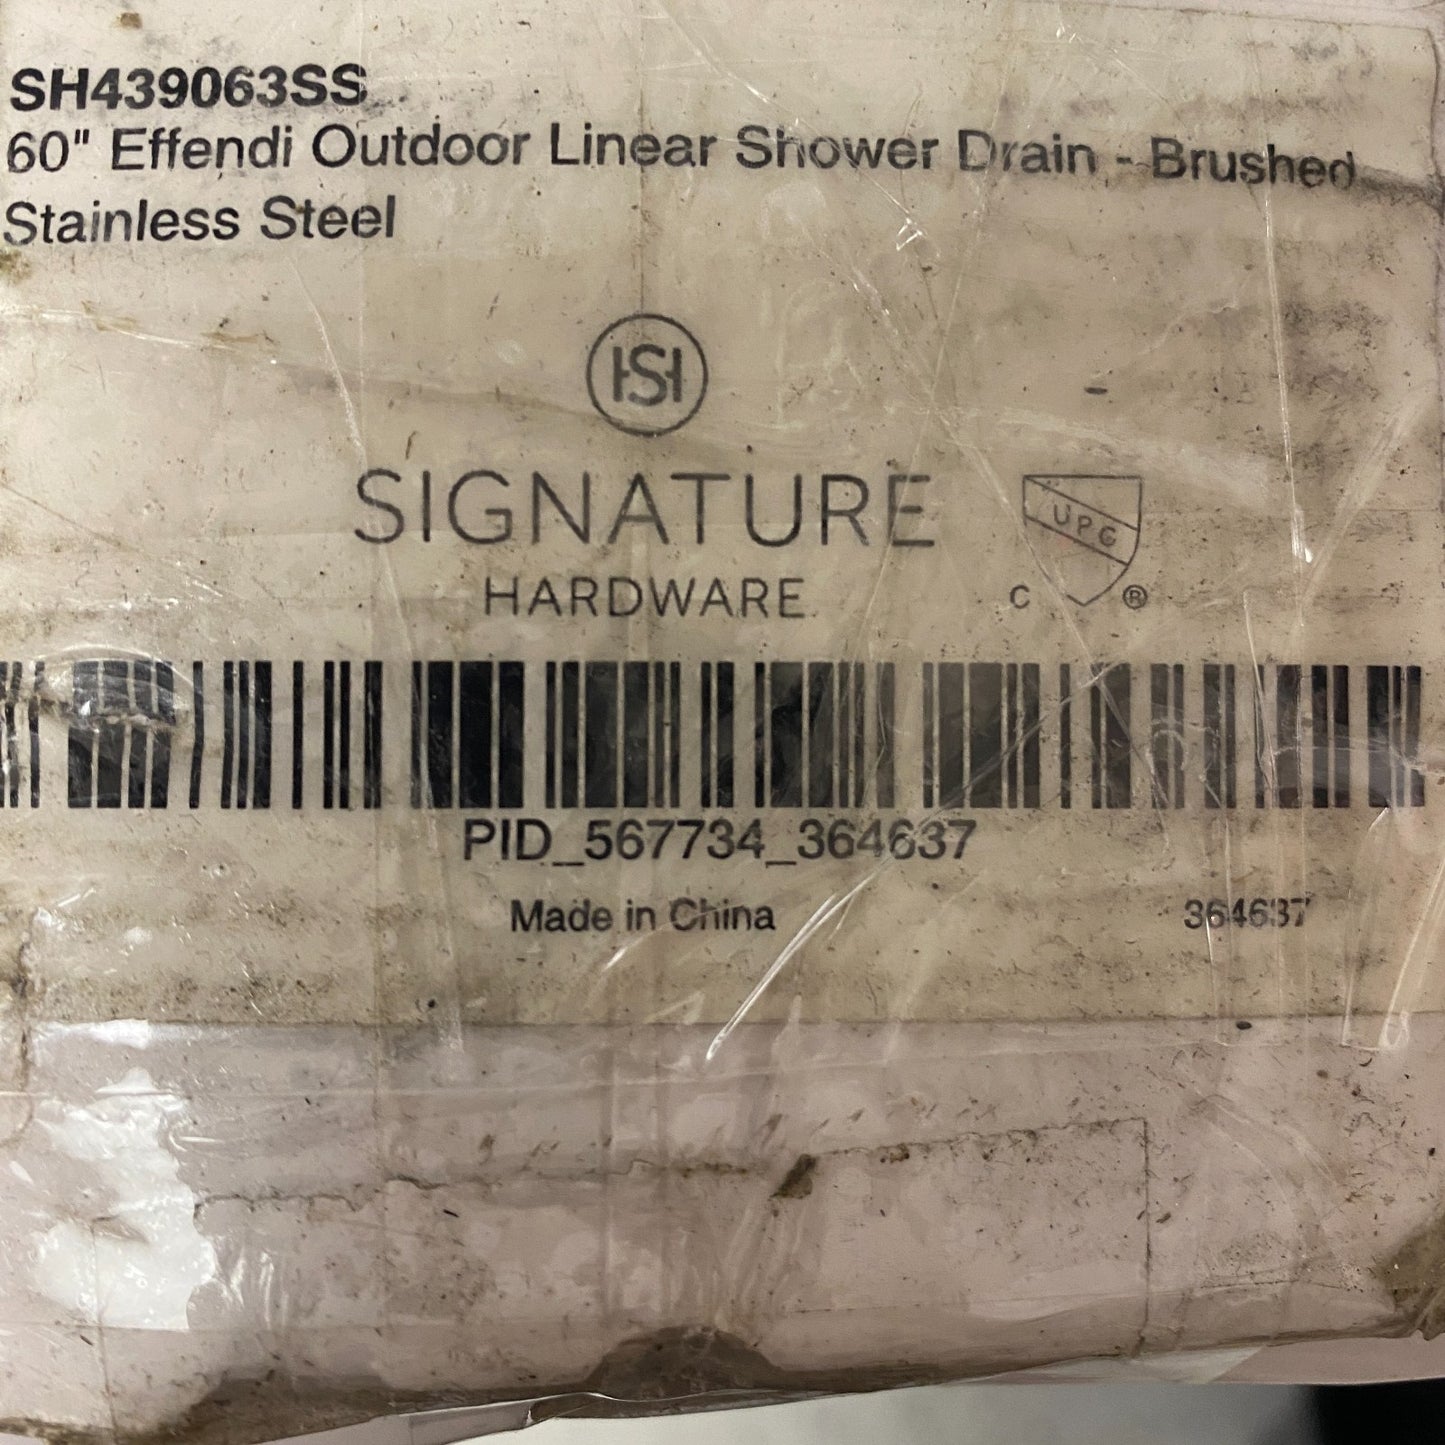 SH439063SS
60" Effendi Outdoor Linear Shower Drain - Brushed
Stainless Steel
SH
SIGNATURE
HARDWARE
UPC
C ®
PID_567734_364637
Made in China 364637